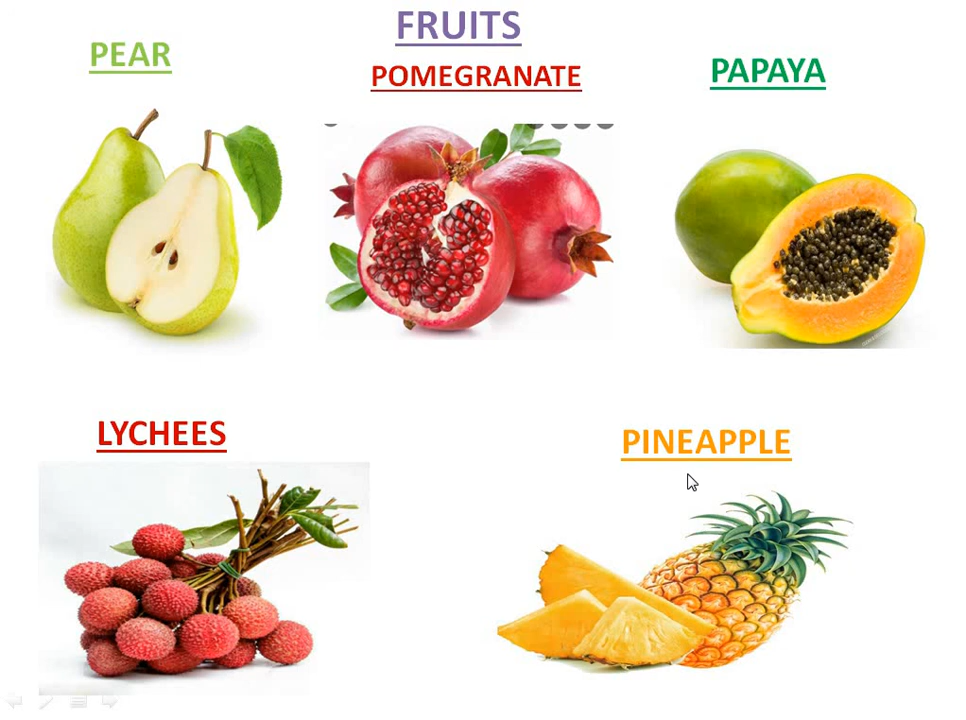 FRUITS
PEAR
POMEGRANATE
PAPAYA
LYCHEES
PINEAPPLE